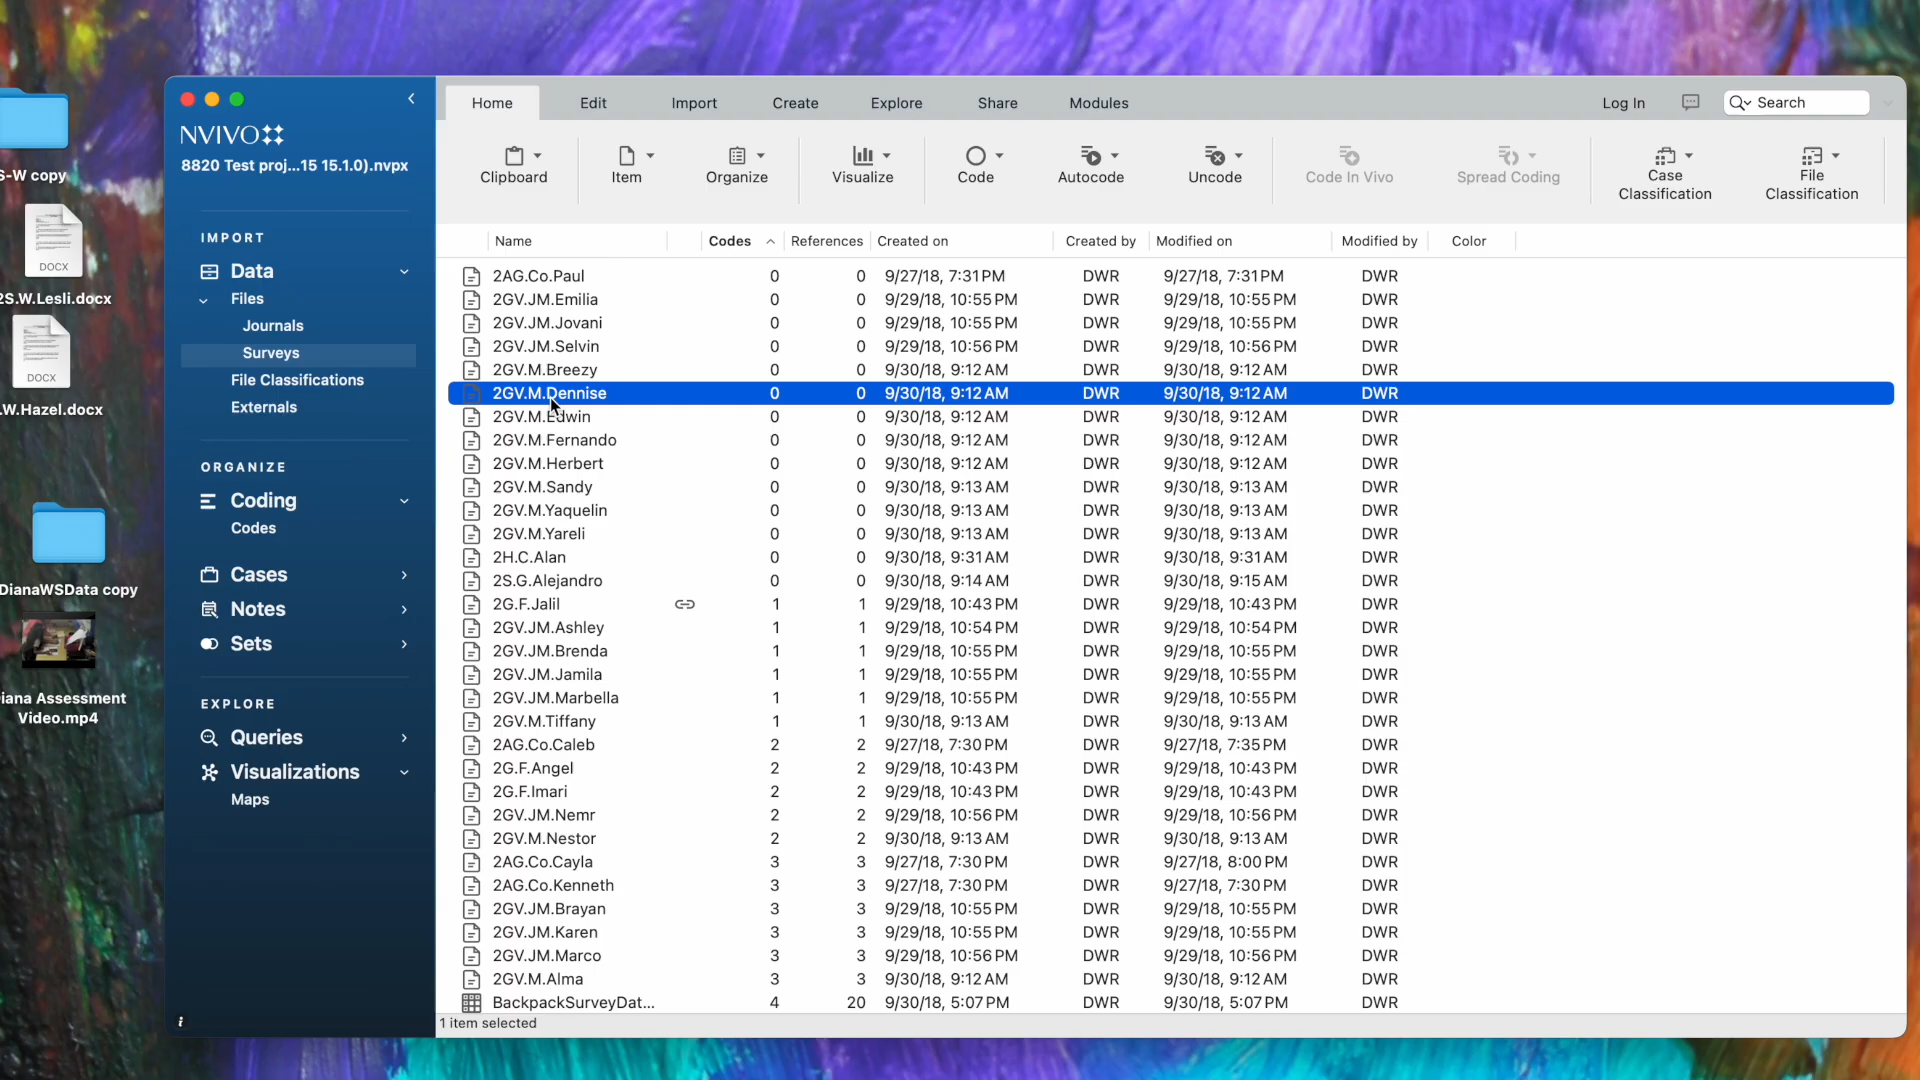 S-W copy
DOCX
2S.W.Lesli.docx
DOCX
.W.Hazel.docx
DianaWSData copy
iana Assessment
Video.mp4
NVIVO
8820 Test proj...15 15.1.0).nvpx
IMPORT
Data
Files
Journals
Surveys
File Classifications
Externals
ORGANIZE
Coding
Codes
Cases
Notes
Sets
EXPLORE
Queries
Visualizations
Maps
Home Edit Import Create Explore Share Modules Log In Search
Clipboard Item Organize Visualize Code Autocode Uncode Code In Vivo Spread Coding Case Classification File Classification
Name Codes References Created on Created by Modified on Modified by Color
2AG.Co.Paul 0 0 9/27/18, 7:31 PM DWR 9/27/18, 7:31 PM DWR
2GV.JM.Emilia 0 0 9/29/18, 10:55 PM DWR 9/29/18, 10:55 PM DWR
2GV.JM.Jovani 0 0 9/29/18, 10:55 PM DWR 9/29/18, 10:55 PM DWR
2GV.JM.Selvin 0 0 9/29/18, 10:56 PM DWR 9/29/18, 10:56 PM DWR
2GV.M.Breezy 0 0 9/30/18, 9:12 AM DWR 9/30/18, 9:12 AM DWR
2GV.M.Dennise 0 0 9/30/18, 9:12 AM DWR 9/30/18, 9:12 AM DWR
2GV.M.Edwin 0 0 9/30/18, 9:12 AM DWR 9/30/18, 9:12 AM DWR
2GV.M.Fernando 0 0 9/30/18, 9:12 AM DWR 9/30/18, 9:12 AM DWR
2GV.M.Herbert 0 0 9/30/18, 9:12 AM DWR 9/30/18, 9:12 AM DWR
2GV.M.Sandy 0 0 9/30/18, 9:13 AM DWR 9/30/18, 9:13 AM DWR
2GV.M.Yaquelin 0 0 9/30/18, 9:13 AM DWR 9/30/18, 9:13 AM DWR
2GV.M.Yareli 0 0 9/30/18, 9:13 AM DWR 9/30/18, 9:13 AM DWR
2H.C.Alan 0 0 9/30/18, 9:31 AM DWR 9/30/18, 9:31 AM DWR
2S.G.Alejandro 0 0 9/30/18, 9:14 AM DWR 9/30/18, 9:15 AM DWR
2G.F.Jalil 1 1 9/29/18, 10:43 PM DWR 9/29/18, 10:43 PM DWR
2GV.JM.Ashley 1 1 9/29/18, 10:54 PM DWR 9/29/18, 10:54 PM DWR
2GV.JM.Brenda 1 1 9/29/18, 10:55 PM DWR 9/29/18, 10:55 PM DWR
2GV.JM.Jamila 1 1 9/29/18, 10:55 PM DWR 9/29/18, 10:55 PM DWR
2GV.JM.Marbella 1 1 9/29/18, 10:55 PM DWR 9/29/18, 10:55 PM DWR
2GV.M.Tiffany 1 1 9/30/18, 9:13 AM DWR 9/30/18, 9:13 AM DWR
2AG.Co.Caleb 2 2 9/27/18, 7:30 PM DWR 9/27/18, 7:35 PM DWR
2G.F.Angel 2 2 9/29/18, 10:43 PM DWR 9/29/18, 10:43 PM DWR
2G.F.Imari 2 2 9/29/18, 10:43 PM DWR 9/29/18, 10:43 PM DWR
2GV.JM.Nemr 2 2 9/29/18, 10:56 PM DWR 9/29/18, 10:56 PM DWR
2GV.M.Nestor 2 2 9/30/18, 9:13 AM DWR 9/30/18, 9:13 AM DWR
2AG.Co.Cayla 3 3 9/27/18, 7:30 PM DWR 9/27/18, 8:00 PM DWR
2AG.Co.Kenneth 3 3 9/27/18, 7:30 PM DWR 9/27/18, 7:30 PM DWR
2GV.JM.Brayan 3 3 9/29/18, 10:55 PM DWR 9/29/18, 10:55 PM DWR
2GV.JM.Karen 3 3 9/29/18, 10:55 PM DWR 9/29/18, 10:55 PM DWR
2GV.JM.Marco 3 3 9/29/18, 10:56 PM DWR 9/29/18, 10:56 PM DWR
2GV.M.Alma 3 3 9/30/18, 9:12 AM DWR 9/30/18, 9:12 AM DWR
BackpackSurveyDat... 4 20 9/30/18, 5:07 PM DWR 9/30/18, 5:07 PM DWR
1 item selected